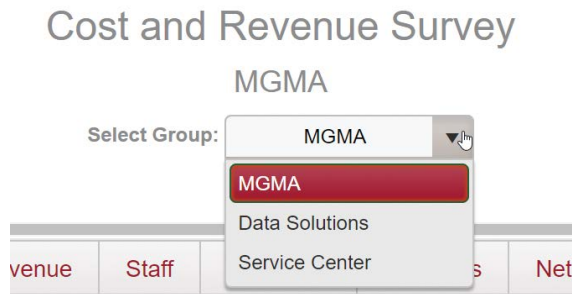 Cost and Revenue Survey
MGMA
Select Group: MGMA
MGMA
Data Solutions
Service Center
venue Staff s Net